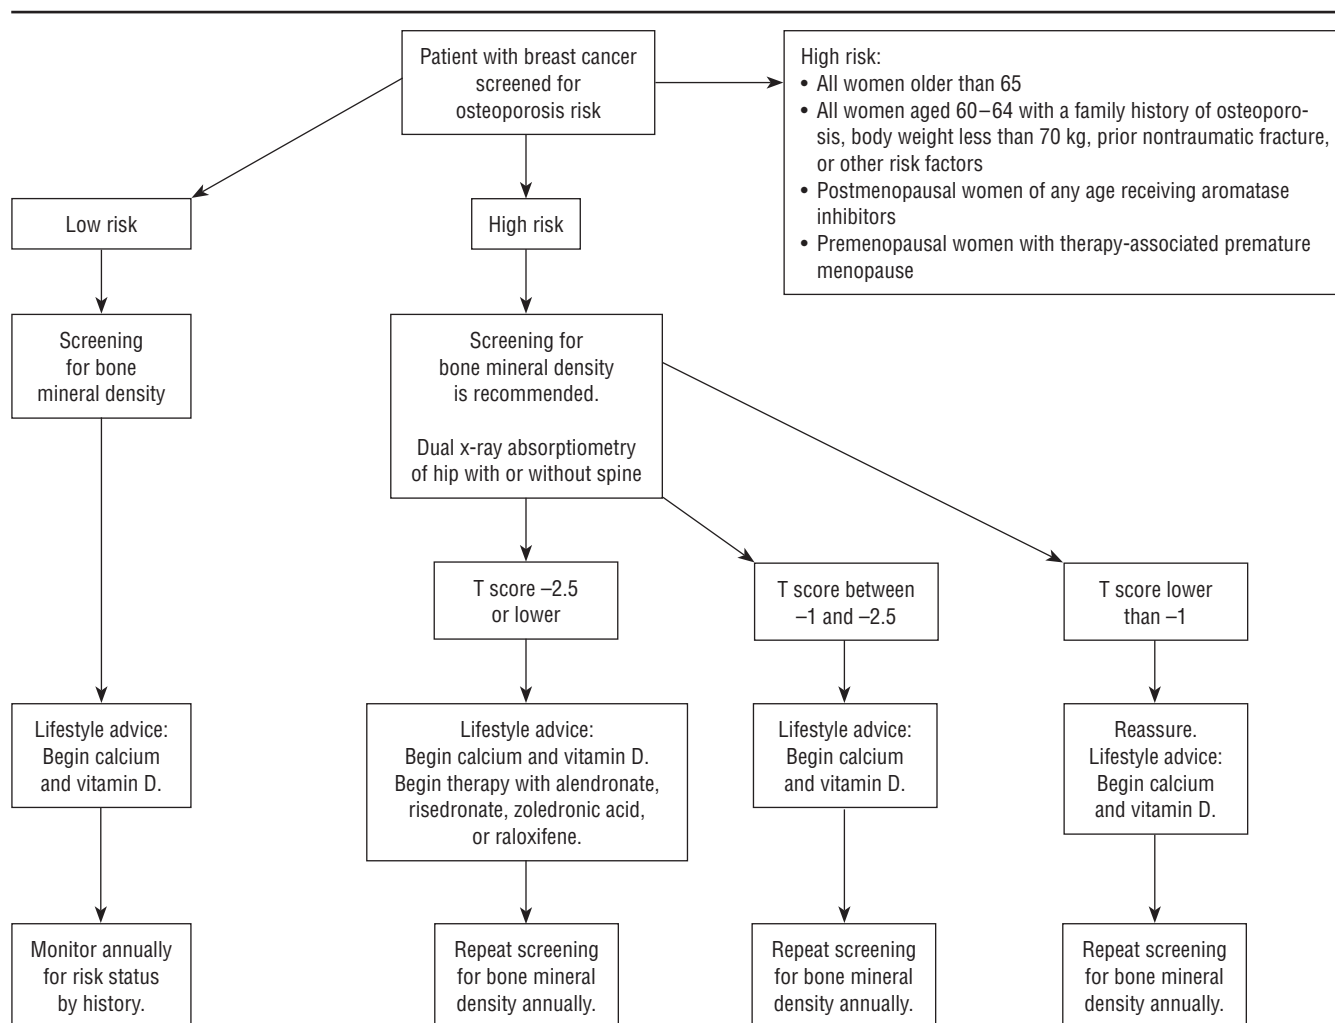 Patient with breast cancer
screened for
osteoporosis risk
High risk:
• All women older than 65
• All women aged 60–64 with a family history of osteoporo-
sis, body weight less than 70 kg, prior nontraumatic fracture,
or other risk factors
• Postmenopausal women of any age receiving aromatase
inhibitors
• Premenopausal women with therapy-associated premature
menopause
Low risk
High risk
Screening
for bone
mineral density
Screening for
bone mineral density
is recommended.
Dual x-ray absorptiometry
of hip with or without spine
T score –2.5
or lower
T score between
–1 and –2.5
T score lower
than –1
Lifestyle advice:
Begin calcium
and vitamin D.
Lifestyle advice:
Begin calcium and vitamin D.
Begin therapy with alendronate,
risedronate, zoledronic acid,
or raloxifene.
Lifestyle advice:
Begin calcium
and vitamin D.
Reassure.
Lifestyle advice:
Begin calcium
and vitamin D.
Monitor annually
for risk status
by history.
Repeat screening
for bone mineral
density annually.
Repeat screening
for bone mineral
density annually.
Repeat screening
for bone mineral
density annually.